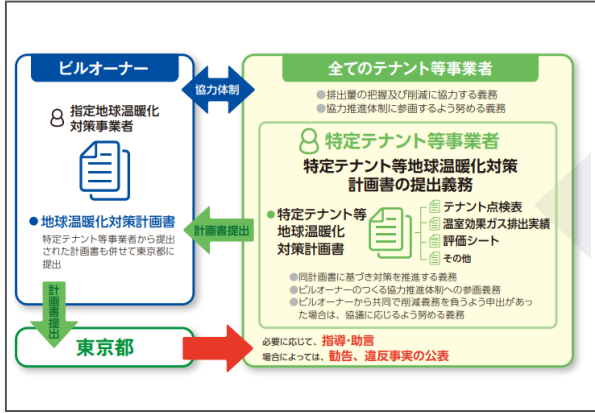 ビルオーナー
指定地球温暖化
対策事業者
●地球温暖化対策計画書
特定テナント等事業者から提出
された計画書も併せて東京都に
提出
計画書提出
東京都
協力体制
計画書提出
全てのテナント等事業者
●排出量の把握及び削減に協力する義務
●協力推進体制に参画するよう努める義務
特定テナント等事業者
特定テナント等地球温暖化対策
計画書の提出義務
●特定テナント等
地球温暖化
対策計画書
テナント点検表
温室効果ガス排出実績
評価シート
その他
●同計画書に基づき対策を推進する義務
●ビルオーナーのつくる協力推進体制への参画義務
●ビルオーナーから共同で削減義務を負うよう申出があっ
た場合は、協議に応じるよう努める義務
必要に応じて、指導・助言
場合によっては、勧告、違反事実の公表